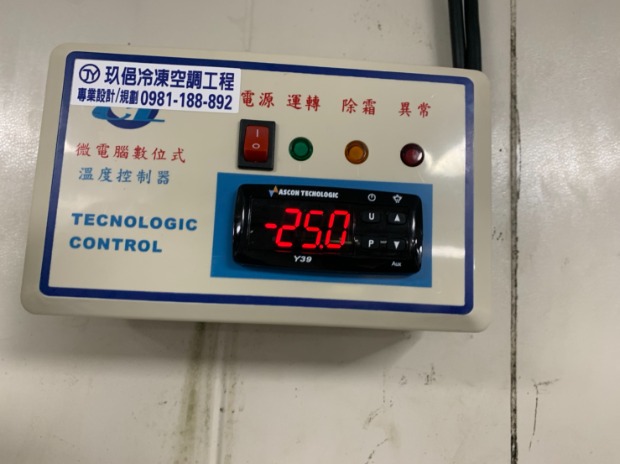 TY 玖俋冷凍空調工程
專業設計/規劃 0981-188-892
電源 運轉 除霜 異常
微電腦數位式
溫度控制器
TECNOLOGIC
CONTROL
ASCON TECNOLOGIC
-25.0
U
P
Y39
Aux